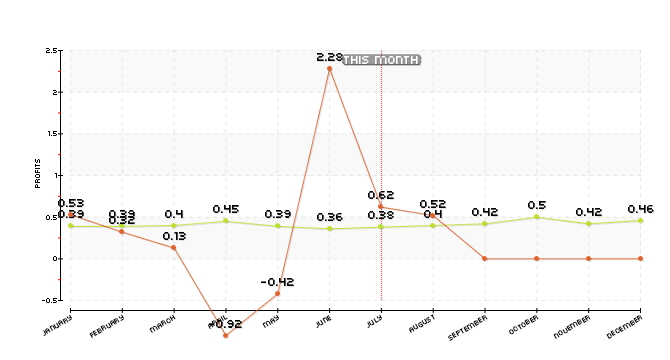 2.5
2.28
THIS MONTH
2
1.5
PROFITS
1
0.53
0.62
0.52
0.5
0.39
0.39
0.32
0.4
0.45
0.39
0.36
0.38
0.4
0.42
0.5
0.42
0.46
0.13
0
-0.42
-0.5
-0.92
JANUARY
FEBRUARY
MARCH
APRIL
MAY
JUNE
JULY
AUGUST
SEPTEMBER
OCTOBER
NOVEMBER
DECEMBER